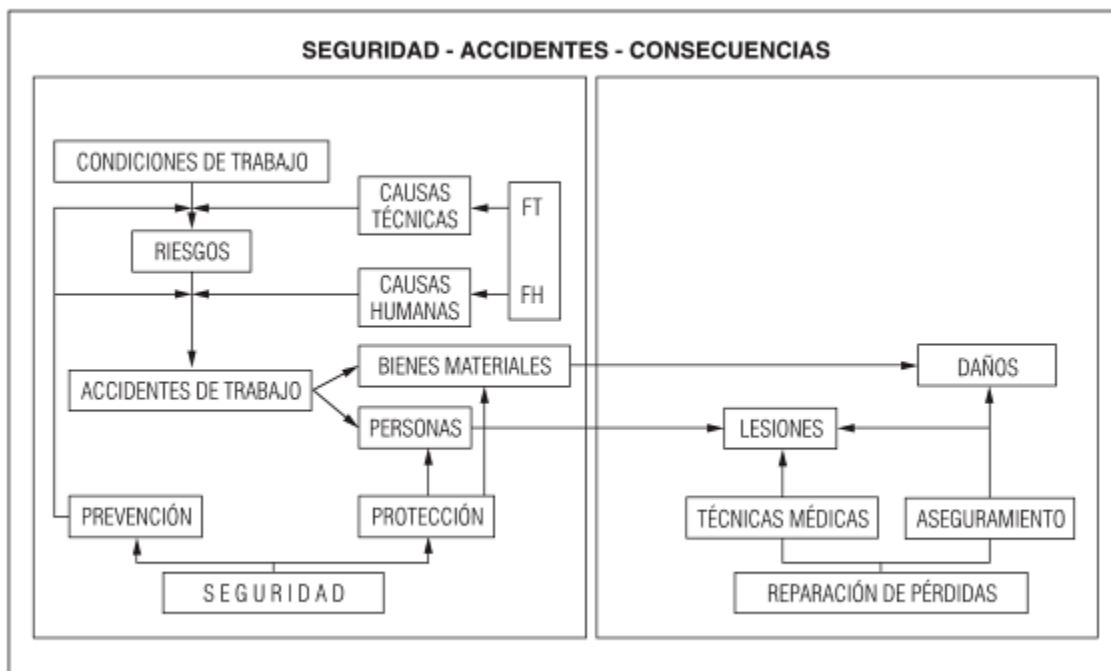 SEGURIDAD - ACCIDENTES - CONSECUENCIAS
CONDICIONES DE TRABAJO
CAUSAS
TÉCNICAS
FT
RIESGOS
CAUSAS
HUMANAS
FH
BIENES MATERIALES
DAÑOS
ACCIDENTES DE TRABAJO
PERSONAS
LESIONES
PREVENCIÓN
PROTECCIÓN
TÉCNICAS MÉDICAS
ASEGURAMIENTO
SEGURIDAD
REPARACIÓN DE PÉRDIDAS